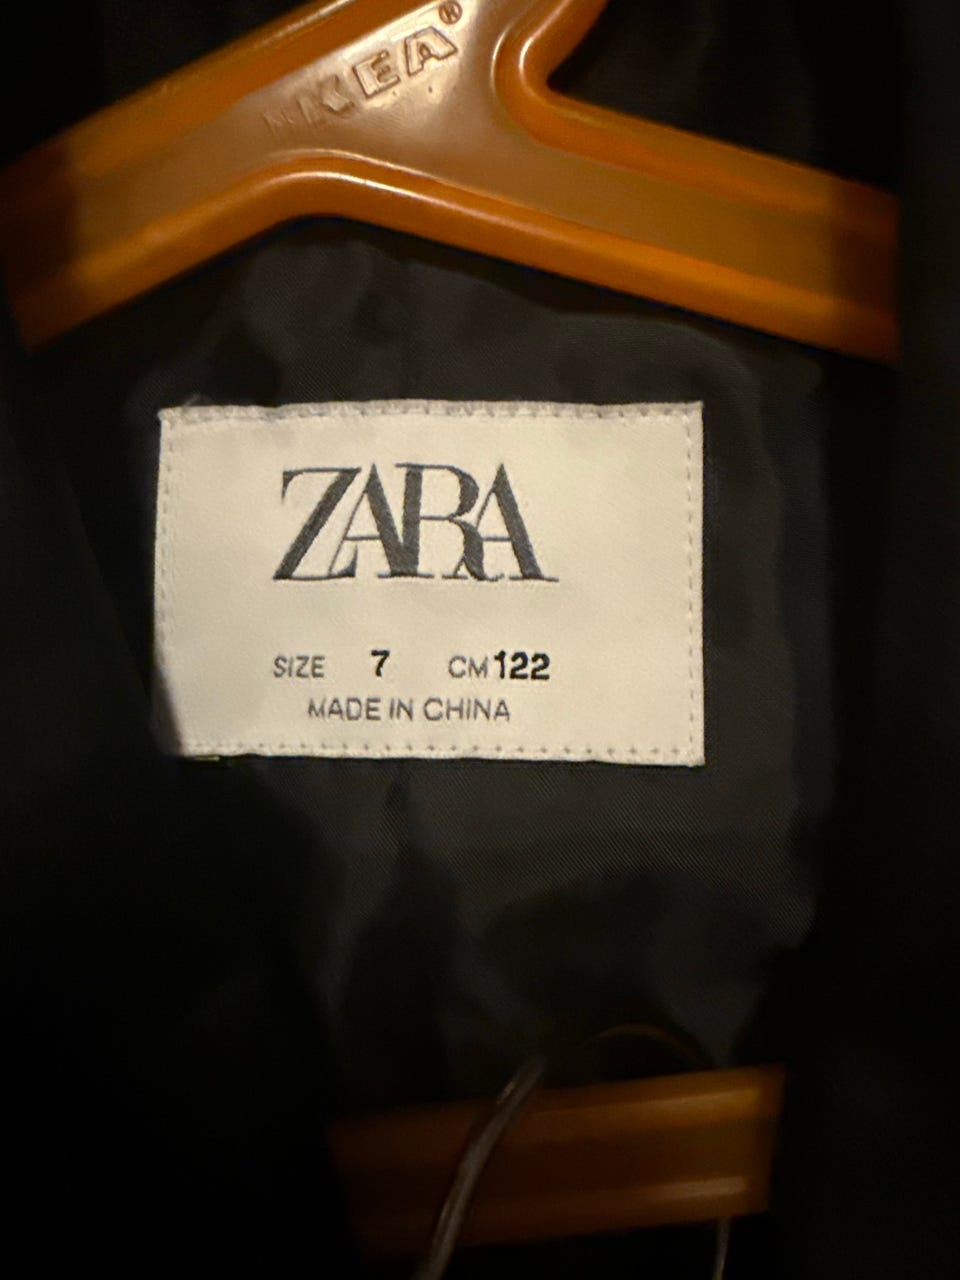 IKEA®
ZARA
SIZE 7 CM 122
MADE IN CHINA